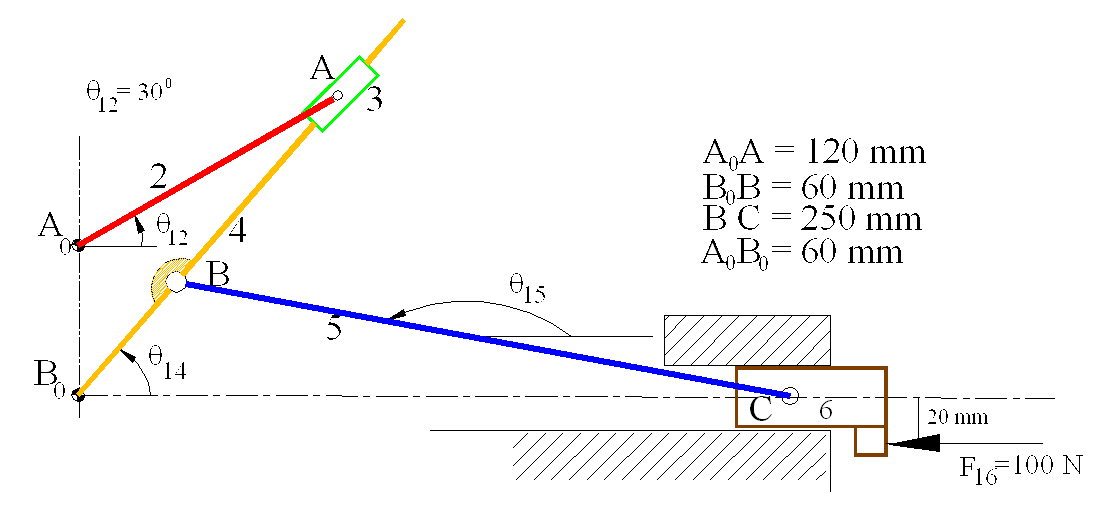 A
θ12= 30⁰
3
A₀A = 120 mm
B₀B = 60 mm
B C = 250 mm
A₀B₀= 60 mm
2
A₀
θ12
4
B
θ15
5
B₀
θ14
C
6
20 mm
F16=100 N